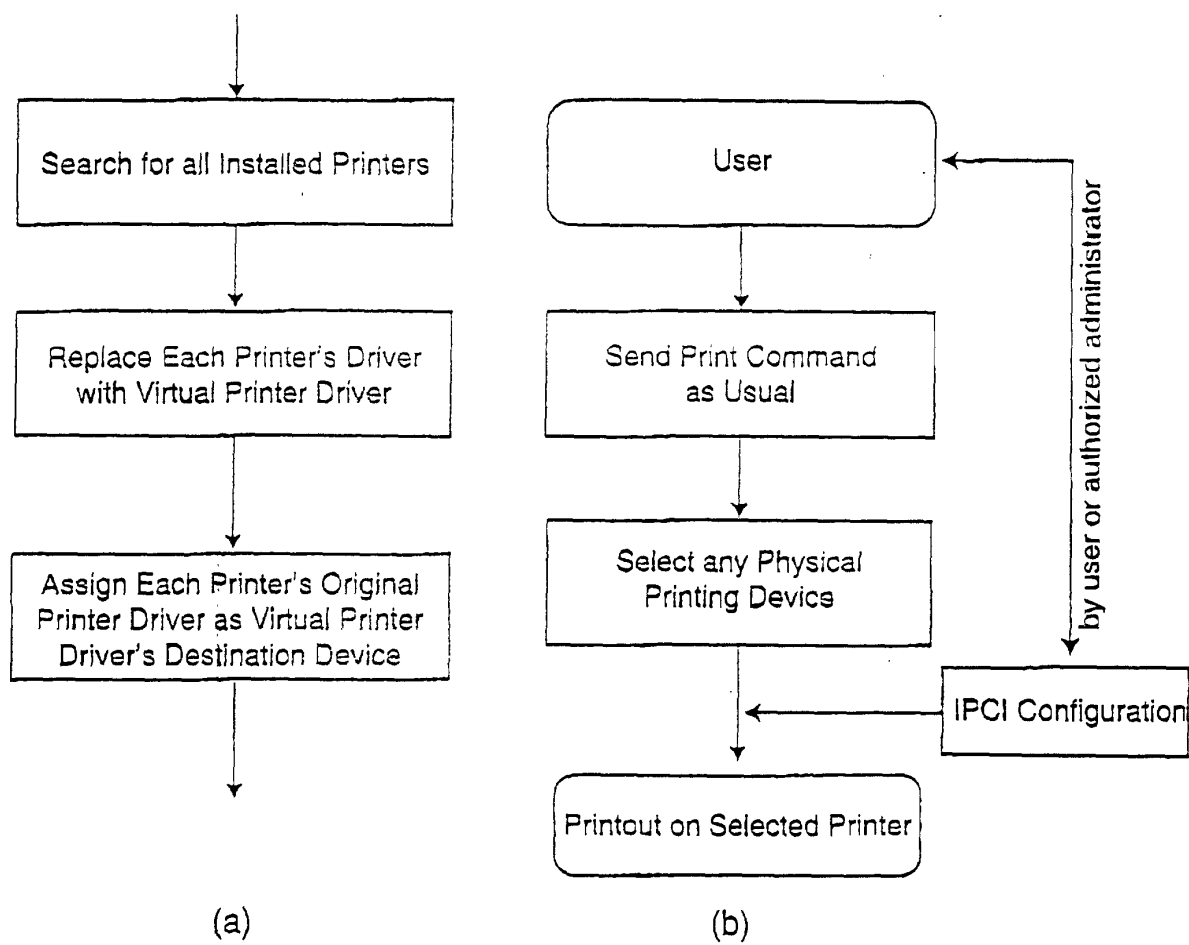 Search for all Installed Printers
Replace Each Printer's Driver
with Virtual Printer Driver
Assign Each Printer's Original
Printer Driver as Virtual Printer
Driver's Destination Device
(a)
User
Send Print Command
as Usual
Select any Physical
Printing Device
by user or authorized administrator
IPCI Configuration
Printout on Selected Printer
(b)